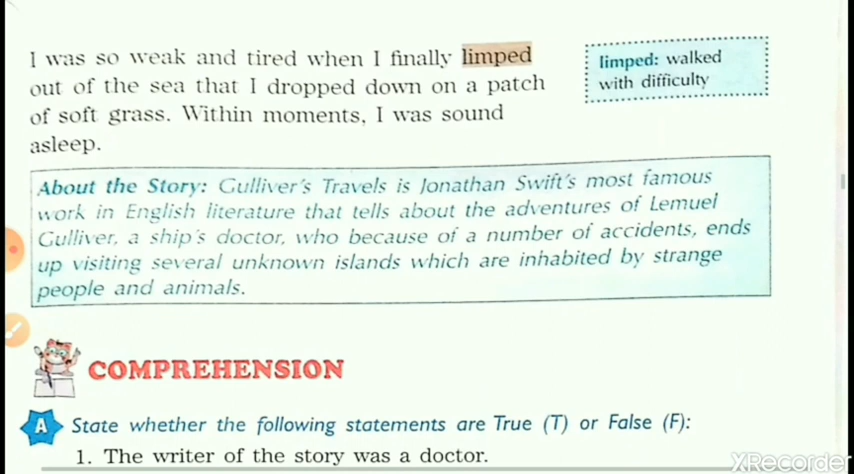 I was so weak and tired when I finally limped
out of the sea that I dropped down on a patch
of soft grass. Within moments, I was sound
asleep.
limped: walked
with difficulty
About the Story: Gulliver's Travels is Jonathan Swift's most famous
work in English literature that tells about the adventures of Lemuel
Gulliver, a ship's doctor, who because of a number of accidents, ends
up visiting several unknown islands which are inhabited by strange
people and animals.
COMPREHENSION
A State whether the following statements are True (T) or False (F):
1. The writer of the story was a doctor.
XRecorder